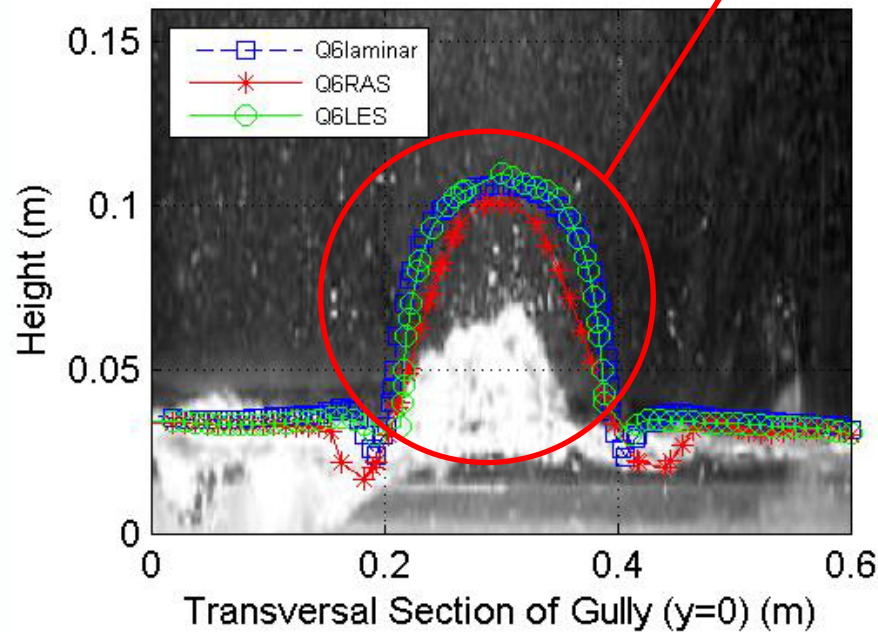 0.15
0.1
0.05
0
Height (m)
Q6laminar
Q6RAS
Q6LES
0
0.2
0.4
0.6
Transversal Section of Gully (y=0) (m)